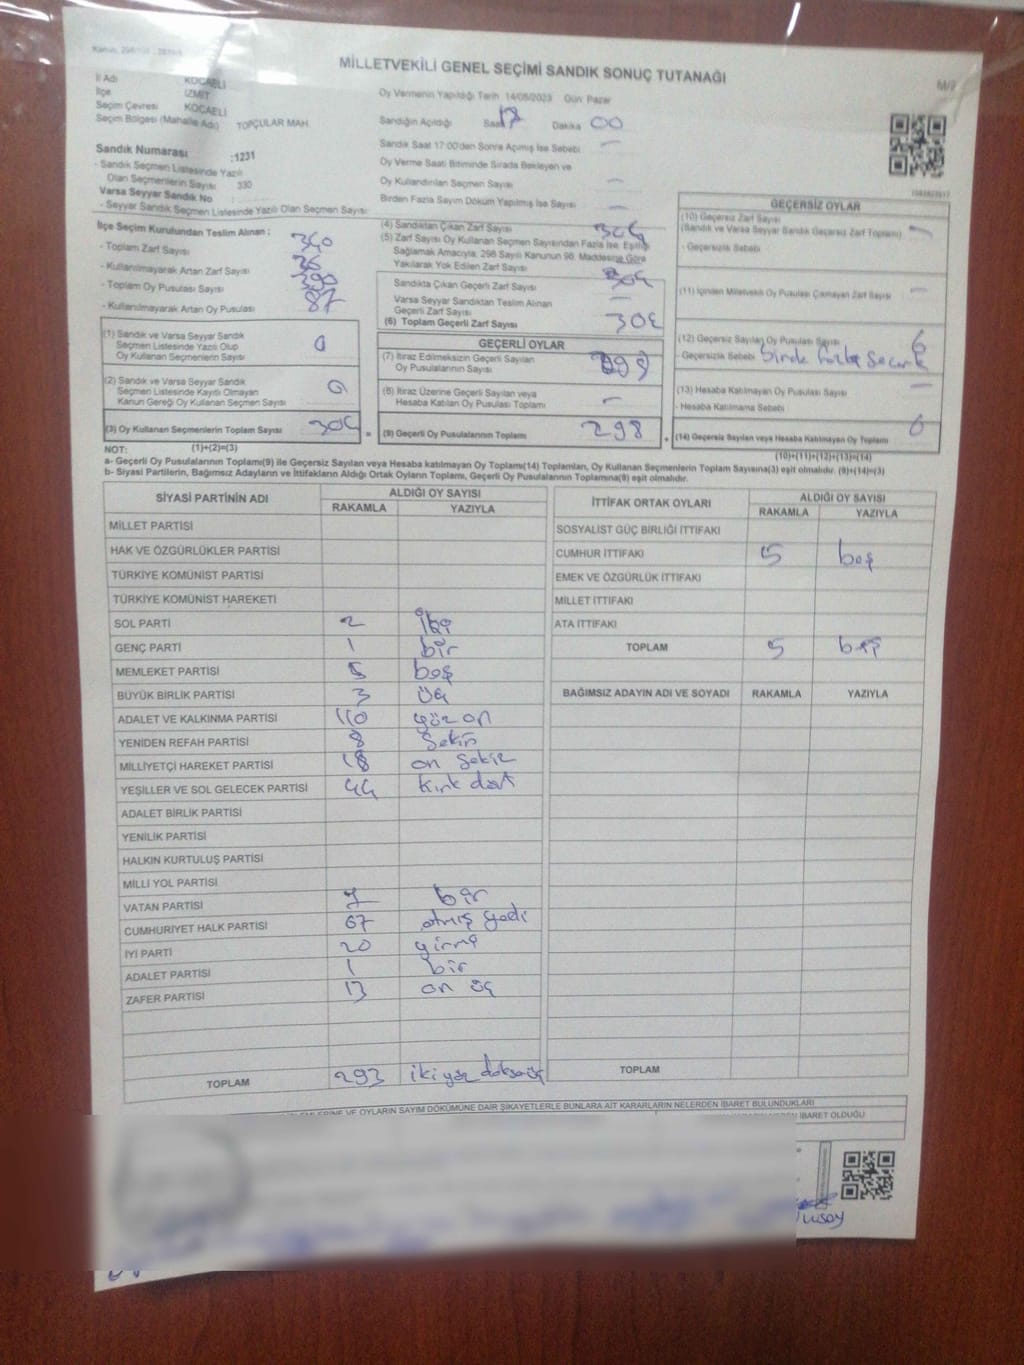 MİLLETVEKİLİ GENEL SEÇİMİ SANDIK SONUÇ TUTANAĞI
İl Adı KOCAELİ
İlçe İZMİT
Seçim Çevresi KOCAELİ
Seçim Bölgesi (Mahalle Adı) TOPÇULAR MAH.
Oy Vermenin Yapıldığı Tarih 14/05/2023 Gün Pazar
Sandığın Açıldığı Saat 17 Dakika 00
Sandık Saat 17:00'den Sonra Açımış İse Sebebi
Oy Verme Saati Bitiminde Sırada Bekleyen ve
Oy Kullandırılan Seçmen Sayısı
Birden Fazla Sayım Döküm Yapılmış İse Sayısı
Sandık Numarası :1231
- Sandık Seçmen Listesinde Yazılı
Olan Seçmenlerin Sayısı 330
Varsa Seyyar Sandık No
- Seyyar Sandık Seçmen Listesinde Yazılı Olan Seçmen Sayısı
İlçe Seçim Kurulundan Teslim Alınan :
- Toplam Zarf Sayısı 340
- Kullanılmayarak Artan Zarf Sayısı 36
- Toplam Oy Pusulası Sayısı 390
- Kullanılmayarak Artan Oy Pusulası 87
(1) Sandık ve Varsa Seyyar Sandık
Seçmen Listesinde Yazılı Olup
Oy Kullanan Seçmenlerin Sayısı 0
(2) Sandık ve Varsa Seyyar Sandık
Seçmen Listesinde Kayıtlı Olmayan
Kanun Gereği Oy Kullanan Seçmen Sayısı 0
(3) Oy Kullanan Seçmenlerin Toplam Sayısı 304
(4) Sandıktan Çıkan Zarf Sayısı 304
(5) Zarf Sayısı Oy Kullanan Seçmen Sayısından Fazla İse, Eşitliği
Sağlamak Amacıyla, 298 Sayılı Kanunun 98. Maddesine Göre
Yakılarak Yok Edilen Zarf Sayısı
Sandıkta Çıkan Geçerli Zarf Sayısı 304
Varsa Seyyar Sandıktan Teslim Alınan
Geçerli Zarf Sayısı
(6) Toplam Geçerli Zarf Sayısı 304
GEÇERLİ OYLAR
(7) İtiraz Edilmeksizin Geçerli Sayılan
Oy Pusulalarının Sayısı 298
(8) İtiraz Üzerine Geçerli Sayılan veya
Hesaba Katılan Oy Pusulası Toplamı
(9) Geçerli Oy Pusulalarının Toplamı 298
GEÇERSİZ OYLAR
(10) Geçersiz Zarf Sayısı
(Sandık ve Varsa Seyyar Sandık Geçersiz Zarf Toplamı)
- Geçersizlik Sebebi
(11) İçinden Milletvekili Oy Pusulası Çıkmayan Zarf Sayısı
(12) Geçersiz Sayılan Oy Pusulası Sayısı 6
- Geçersizlik Sebebi
(13) Hesaba Katılmayan Oy Pusulası Sayısı
- Hesaba Katılmama Sebebi
(14) Geçersiz Sayılan veya Hesaba Katılmayan Oy Toplamı 6
NOT: (1)+(2)=(3)
(10)+(11)+(12)+(13)=(14)
a- Geçerli Oy Pusulalarının Toplamı(9) ile Geçersiz Sayılan veya Hesaba katılmayan Oy Toplamı(14) Toplamları, Oy Kullanan Seçmenlerin Toplam Sayısına(3) eşit olmalıdır. (9)+(14)=(3)
b- Siyasi Partilerin, Bağımsız Adayların ve İttifakların Aldığı Ortak Oyların Toplamı, Geçerli Oy Pusulalarının Toplamına(9) eşit olmalıdır.
SİYASİ PARTİNİN ADI ALDIĞI OY SAYISI
RAKAMLA YAZIYLA
MİLLET PARTİSİ
HAK VE ÖZGÜRLÜKLER PARTİSİ
TÜRKİYE KOMÜNİST PARTİSİ
TÜRKİYE KOMÜNİST HAREKETİ
SOL PARTİ 2 iki
GENÇ PARTİ 1 bir
MEMLEKET PARTİSİ 5 beş
BÜYÜK BİRLİK PARTİSİ 3 üç
ADALET VE KALKINMA PARTİSİ 110 yüz on
YENİDEN REFAH PARTİSİ 8 sekiz
MİLLİYETÇİ HAREKET PARTİSİ 18 on sekiz
YEŞİLLER VE SOL GELECEK PARTİSİ 44 kırk dört
ADALET BİRLİK PARTİSİ
YENİLİK PARTİSİ
HALKIN KURTULUŞ PARTİSİ
MİLLİ YOL PARTİSİ
VATAN PARTİSİ 1 bir
CUMHURİYET HALK PARTİSİ 67 atmış yedi
İYİ PARTİ 20 yirmi
ADALET PARTİSİ 1 bir
ZAFER PARTİSİ 13 on üç
TOPLAM 293 iki yüz doksan üç
İTTİFAK ORTAK OYLARI ALDIĞI OY SAYISI
RAKAMLA YAZIYLA
SOSYALİST GÜÇ BİRLİĞİ İTTİFAKI
CUMHUR İTTİFAKI 5 beş
EMEK VE ÖZGÜRLÜK İTTİFAKI
MİLLET İTTİFAKI
ATA İTTİFAKI
TOPLAM 5 beş
BAĞIMSIZ ADAYIN ADI VE SOYADI RAKAMLA YAZIYLA
TOPLAM
VE OYLARIN SAYIM DÖKÜMÜNE DAİR ŞİKAYETLERLE BUNLARA AİT KARARLARIN NELERDEN İBARET BULUNDUKLARI
İBARET OLDUĞU